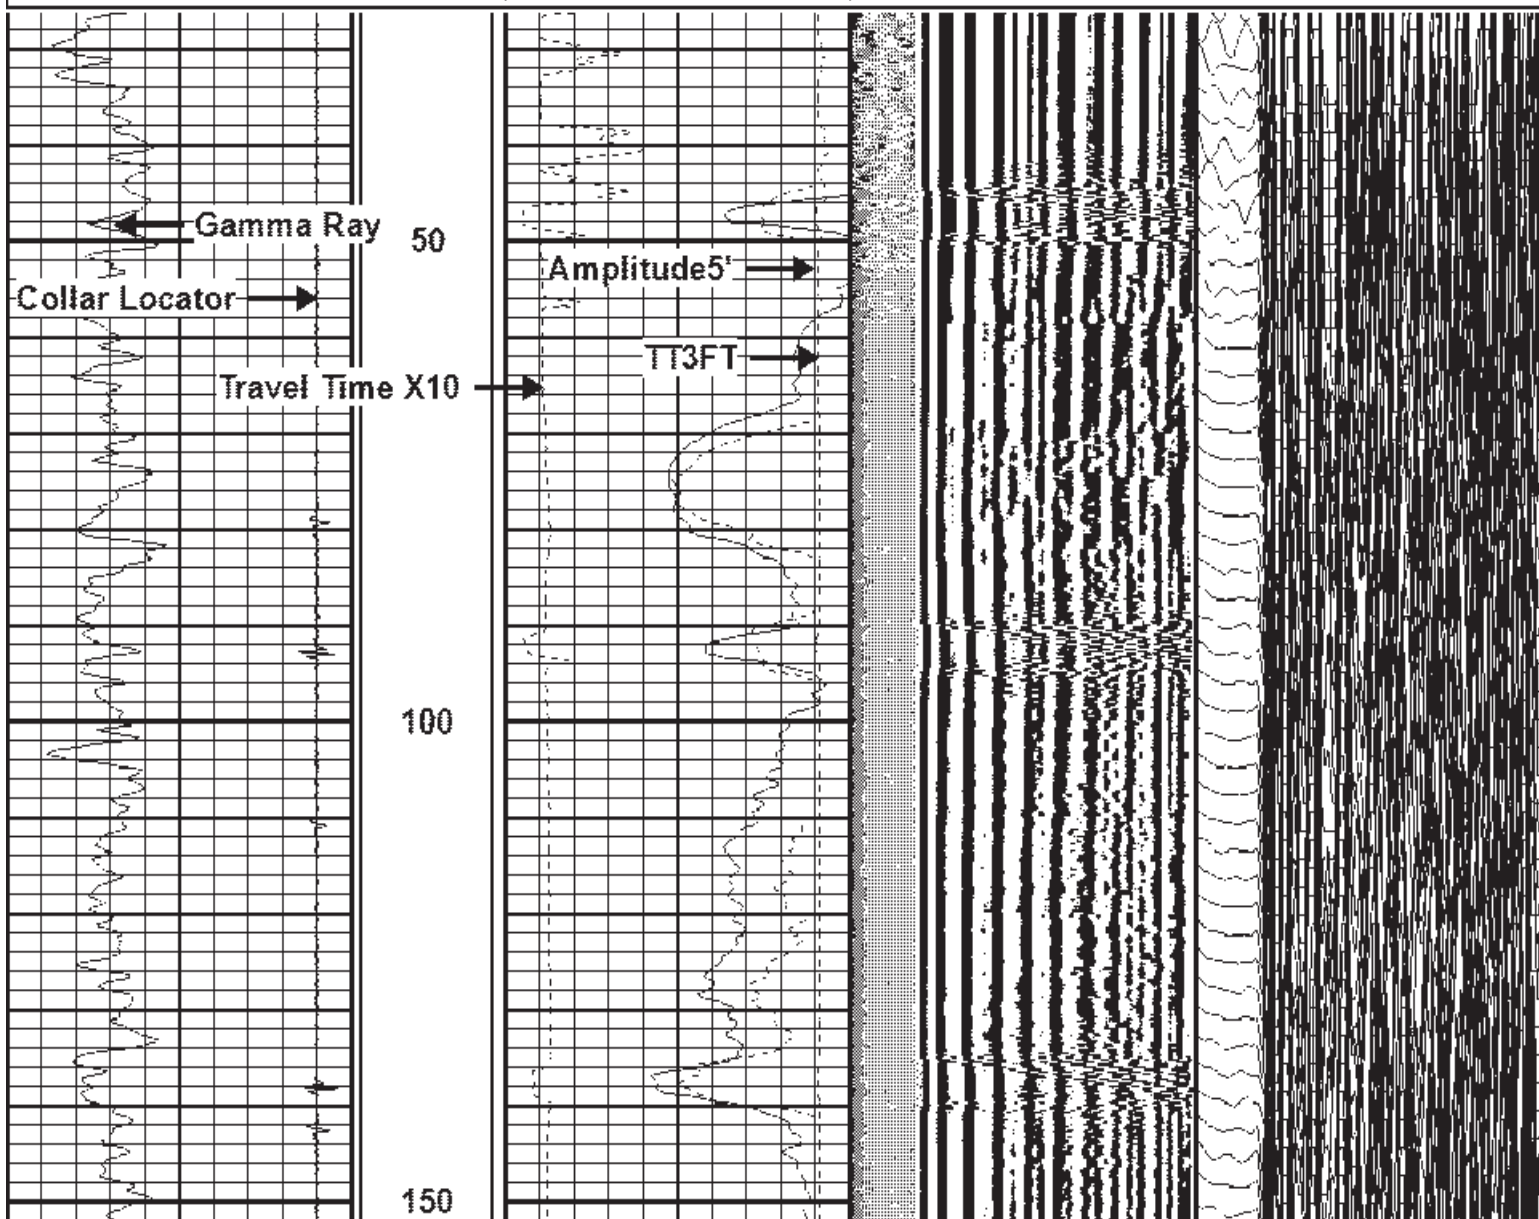 Gamma Ray
50
Amplitude5'
Collar Locator
TT3FT
Travel Time X10
100
150